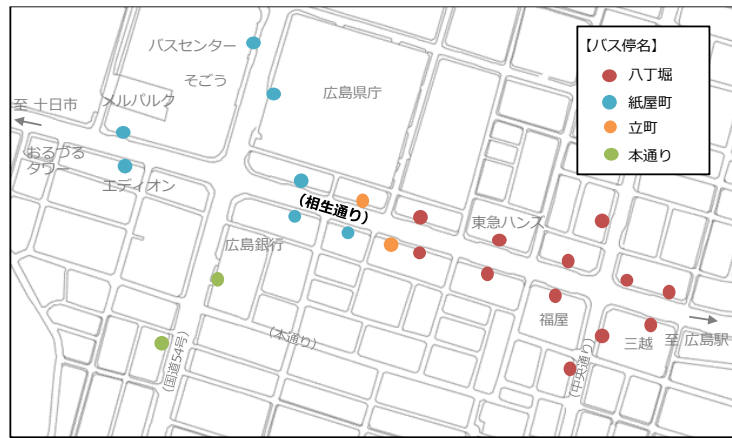 【バス停名】
八丁堀
紙屋町
立町
本通り
バスセンター
そごう
広島県庁
メルパルク
至 十日市
おるづる
タワー
エディオン
(相生通り)
東急ハンズ
広島銀行
福屋
三越
至 広島駅
(本通り)
(国道54号)
(中央通り)